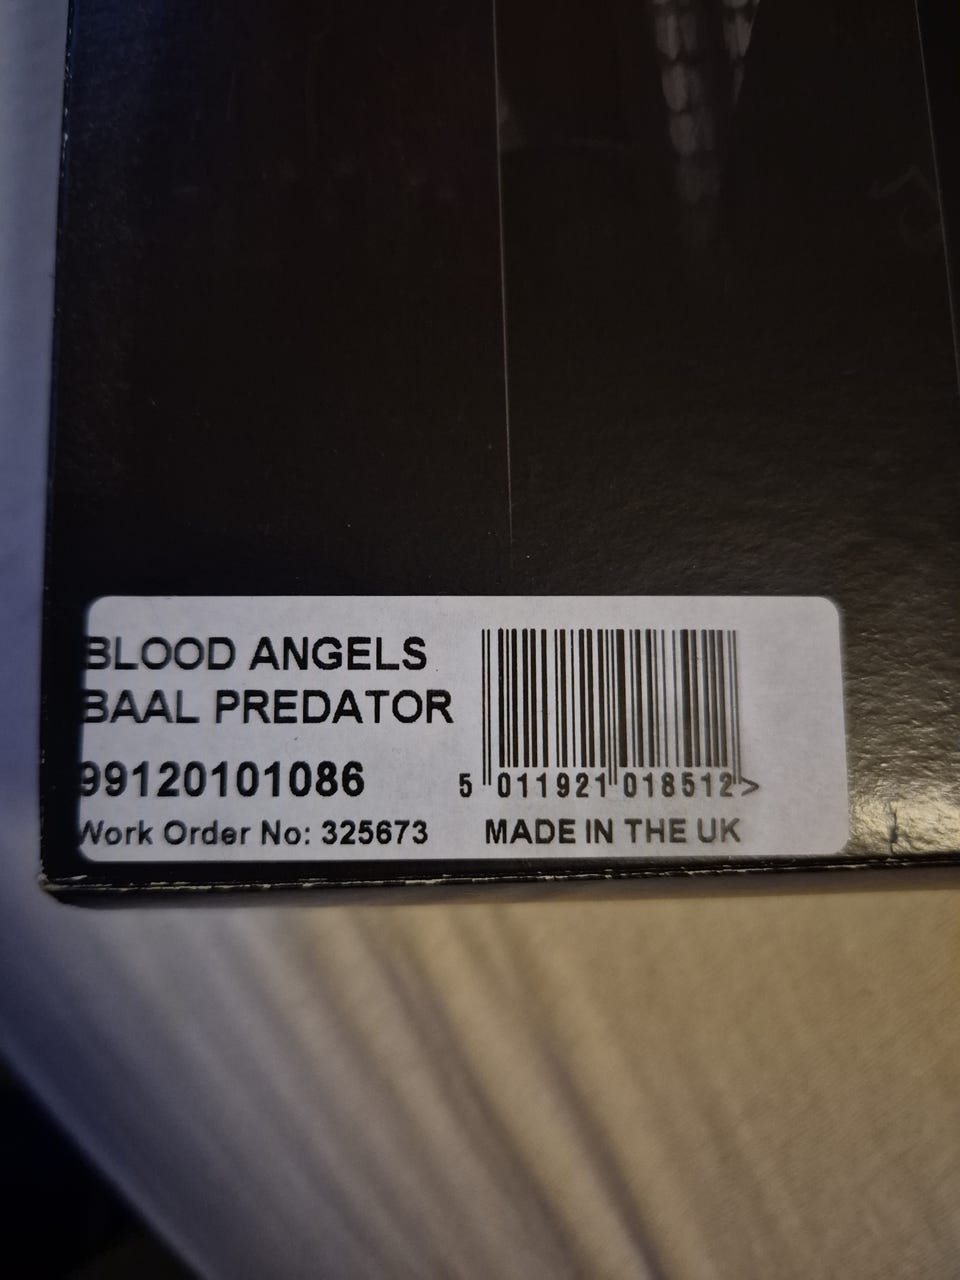 BLOOD ANGELS
BAAL PREDATOR
99120101086
Work Order No: 325673
5 011921 018512 >
MADE IN THE UK